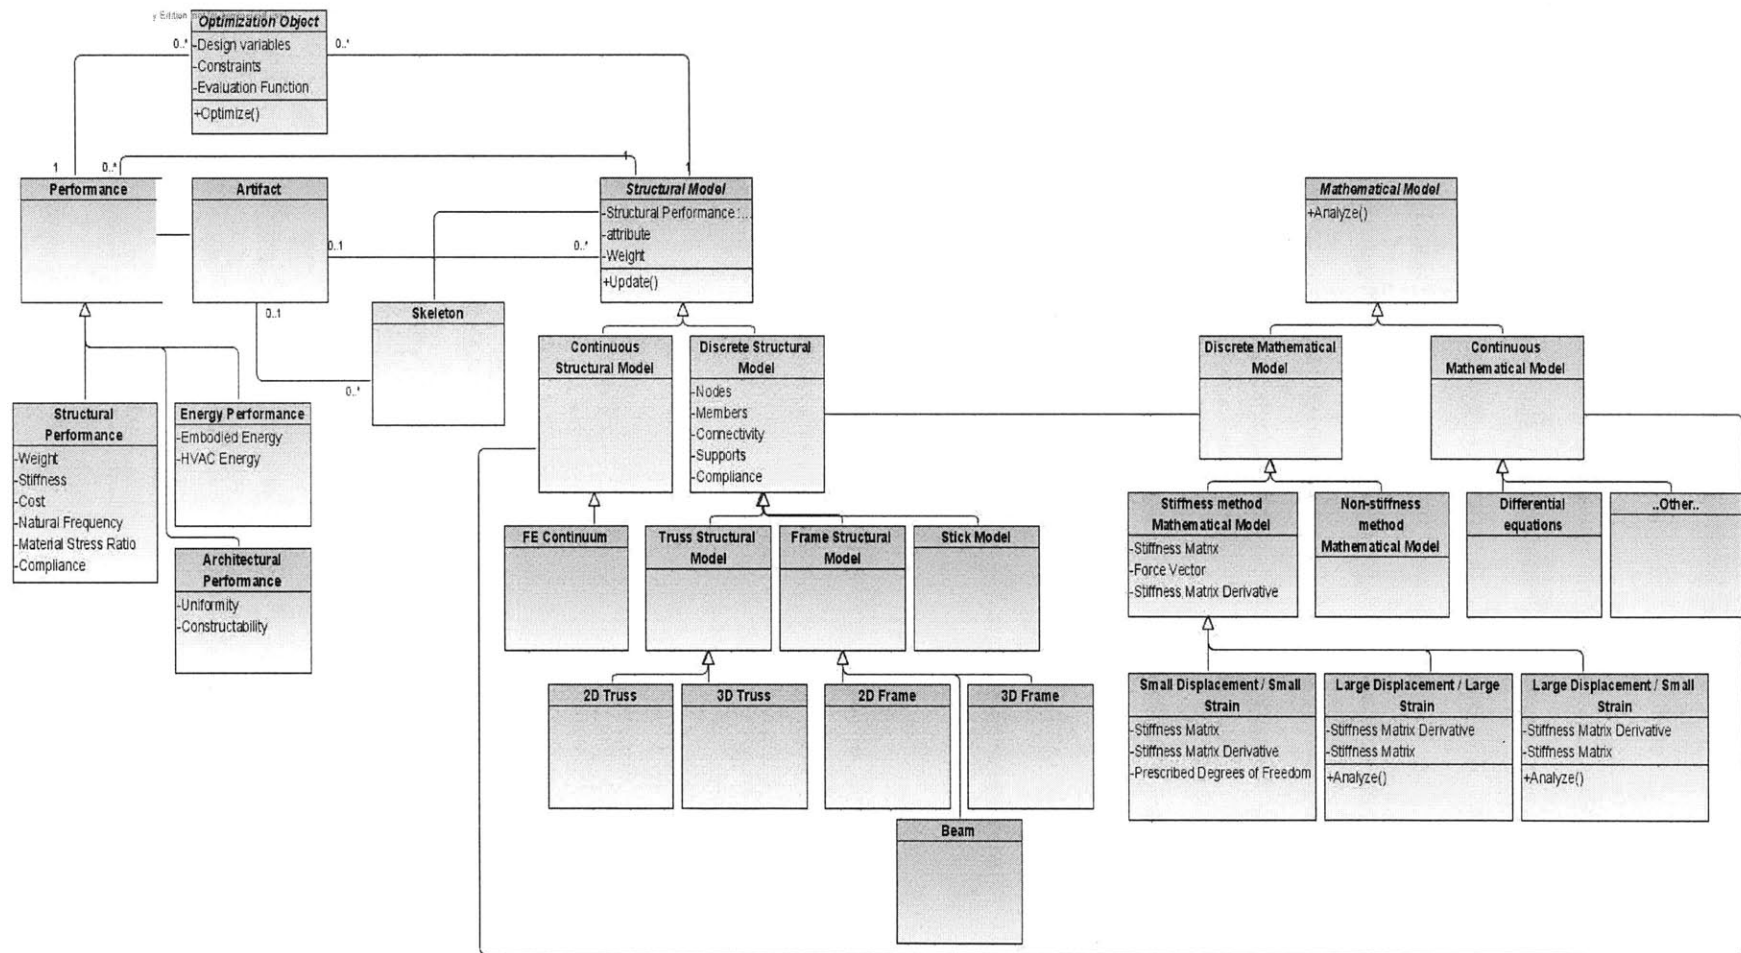 y Edition
Optimization Object
-Design variables
-Constraints
-Evaluation Function
+Optimize()
0..*
0..*
1
0..*
1
1
Performance
Artifact
Structural Model
-Structural Performance :...
-attribute
-Weight
+Update()
Mathematical Model
+Analyze()
0..1
0..*
0..1
0..*
Skeleton
Continuous
Structural Model
Discrete Structural
Model
-Nodes
-Members
-Connectivity
-Supports
-Compliance
Discrete Mathematical
Model
Continuous
Mathematical Model
Structural
Performance
-Weight
-Stiffness
-Cost
-Natural Frequency
-Material Stress Ratio
-Compliance
Energy Performance
-Embodied Energy
-HVAC Energy
Architectural
Performance
-Uniformity
-Constructability
FE Continuum
Truss Structural
Model
Frame Structural
Model
Stick Model
Stiffness method
Mathematical Model
-Stiffness Matrix
-Force Vector
-Stiffness Matrix Derivative
Non-stiffness
method
Mathematical Model
Differential
equations
..Other..
2D Truss
3D Truss
2D Frame
3D Frame
Beam
Small Displacement / Small
Strain
-Stiffness Matrix
-Stiffness Matrix Derivative
-Prescribed Degrees of Freedom
Large Displacement / Large
Strain
-Stiffness Matrix Derivative
-Stiffness Matrix
+Analyze()
Large Displacement / Small
Strain
-Stiffness Matrix Derivative
-Stiffness Matrix
+Analyze()